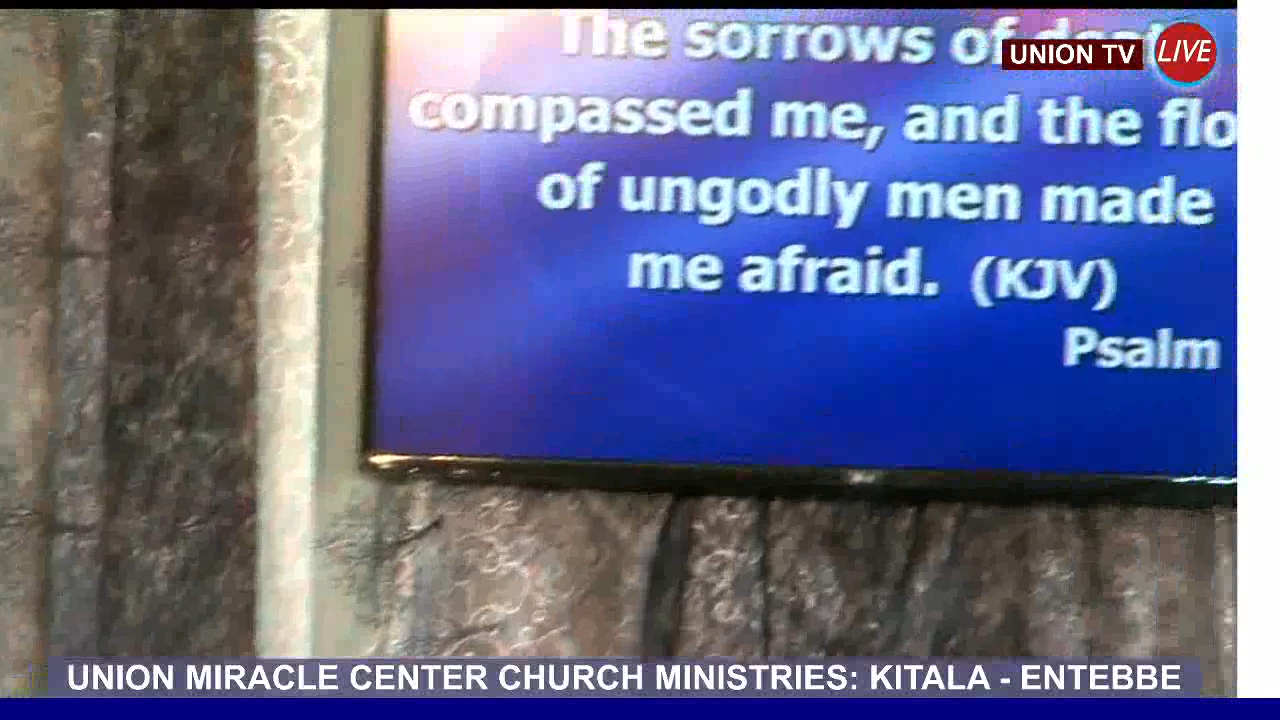 The sorrows of
UNION TV LIVE
compassed me, and the flo
of ungodly men made
me afraid. (KJV)
Psalm
UNION MIRACLE CENTER CHURCH MINISTRIES: KITALA - ENTEBBE